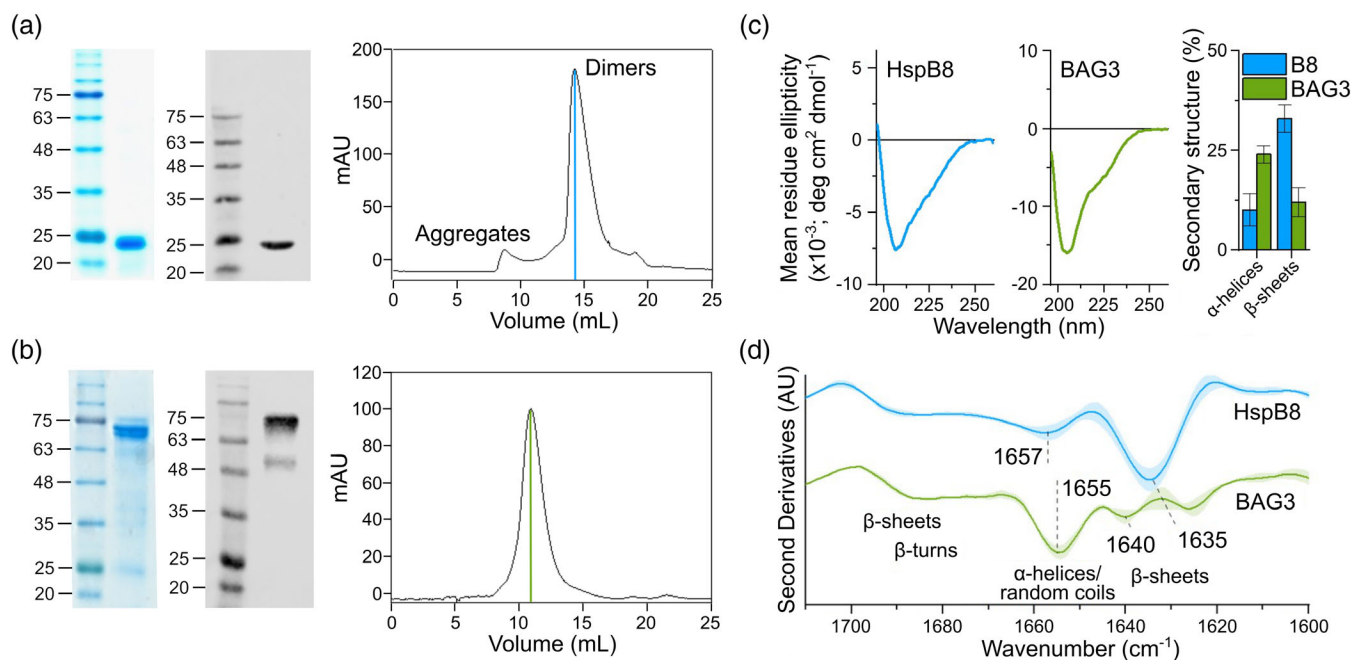 (a)
75
63
48
35
25
20
75
63
48
35
25
20
200
150
100
50
0
mAU
Dimers
Aggregates
0 5 10 15 20 25
Volume (mL)
(b)
75
63
48
35
25
20
75
63
48
35
25
20
120
100
80
60
40
20
0
mAU
0 5 10 15 20 25
Volume (mL)
(c)
Mean residue ellipticity
(x10⁻³; deg cm² dmol⁻¹)
5
0
-5
-10
HspB8
200 225 250
10
0
-10
-20
BAG3
200 225 250
Wavelength (nm)
Secondary structure (%)
50
25
0
B8
BAG3
α-helices
β-sheets
(d)
Second Derivatives (AU)
HspB8
1657
1655
BAG3
β-sheets
β-turns
1640
1635
α-helices/
random coils
β-sheets
1700 1680 1660 1640 1620 1600
Wavenumber (cm⁻¹)